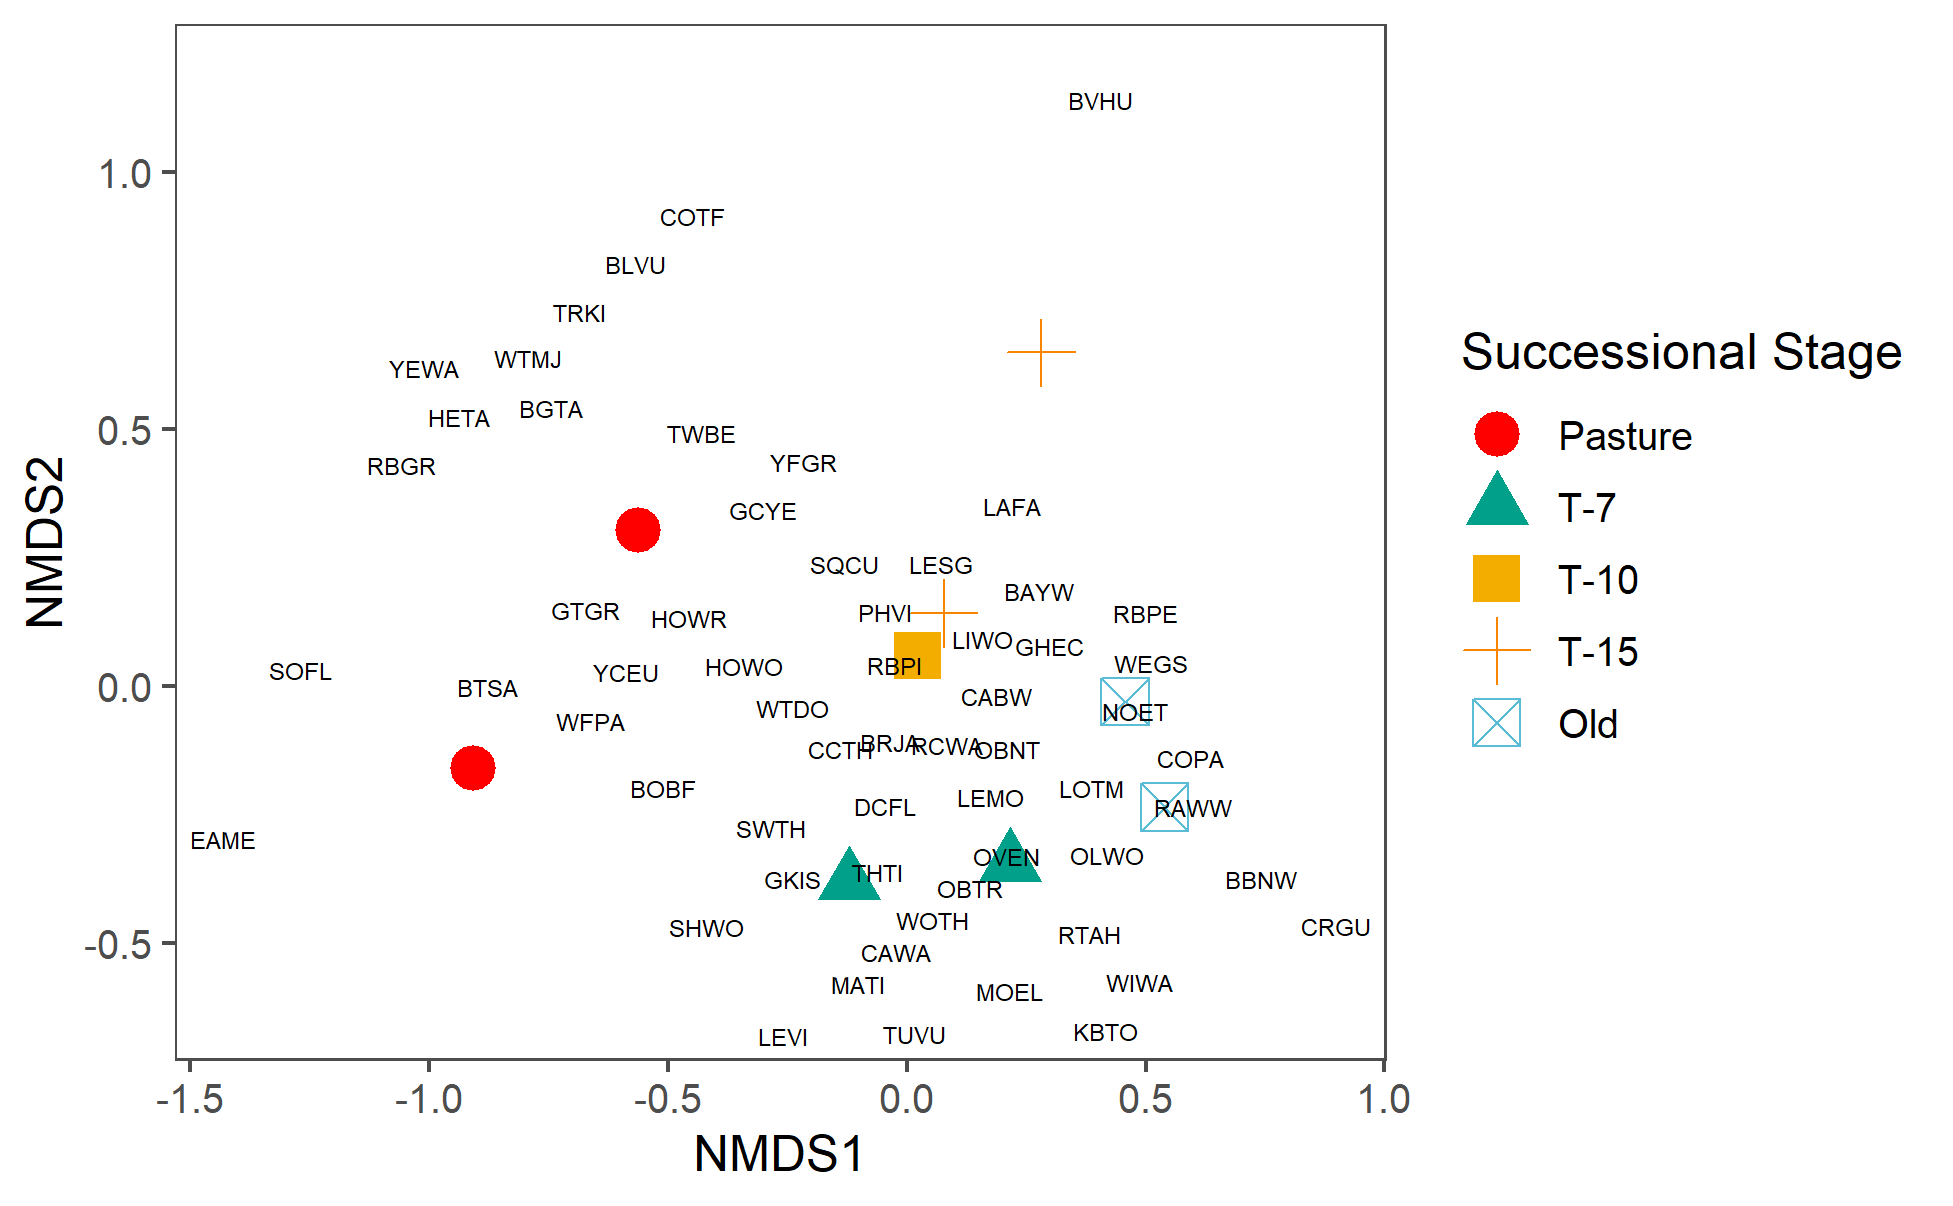 BVHU
1.0
COTF
BLVU
TRKI
WTMJ
YEWA
BGTA
HETA
0.5
TWBE
YFGR
RBGR
GCYE
LAFA
SQCU
LESG
BAYW
GTGR
HOWR
PHVI
RBPE
LIWO
GHEC
SOFL
BTSA
YCEU
HOWO
RBPI
WEGS
0.0
CABW
WFPA
WTDO
NOET
CCTH
BRJA
RCWA
OBNT
COPA
BOBF
DCFL
LEMO
LOTM
RAWW
EAME
SWTH
GKIS
THTI
OVEN
OLWO
OBTR
BBNW
SHWO
WOTH
RTAH
CRGU
-0.5
CAWA
MATI
MOEL
WIWA
LEVI
TUVU
KBTO
-1.5 -1.0 -0.5 0.0 0.5 1.0
NMDS1
NMDS2
Successional Stage
Pasture
T-7
T-10
T-15
Old